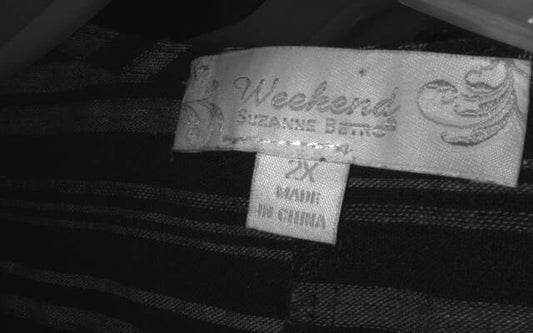 Weekend
SUZANNE BETRO®
2X
MADE
IN CHINA